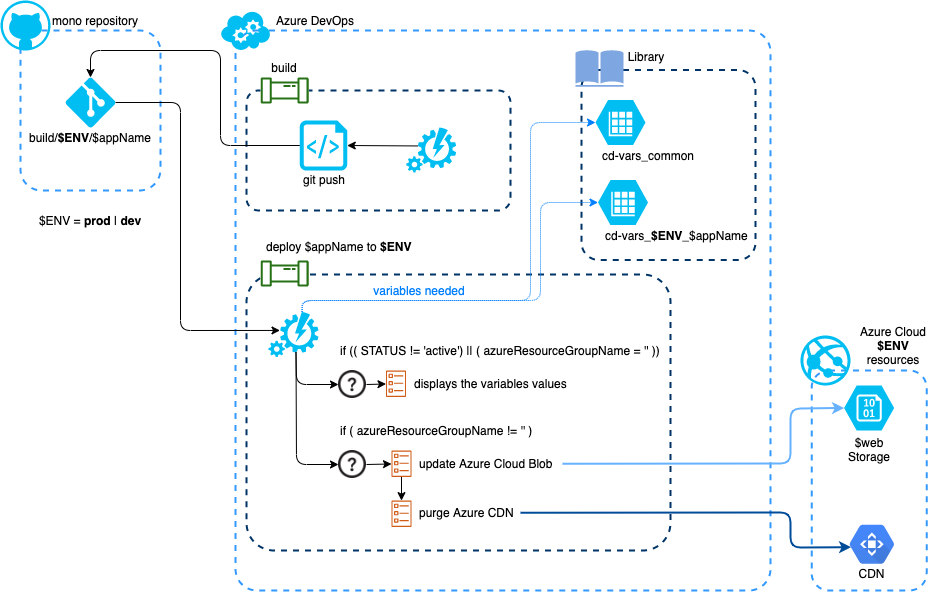 mono repository
Azure DevOps
build
Library
build/$ENV/$appName
</>
git push
cd-vars_common
$ENV = prod | dev
cd-vars_$ENV_$appName
deploy $appName to $ENV
variables needed
if (( STATUS != 'active') || ( azureResourceGroupName = '' ))
?
displays the variables values
if ( azureResourceGroupName != '' )
?
update Azure Cloud Blob
purge Azure CDN
Azure Cloud
$ENV
resources
10
01
$web
Storage
CDN